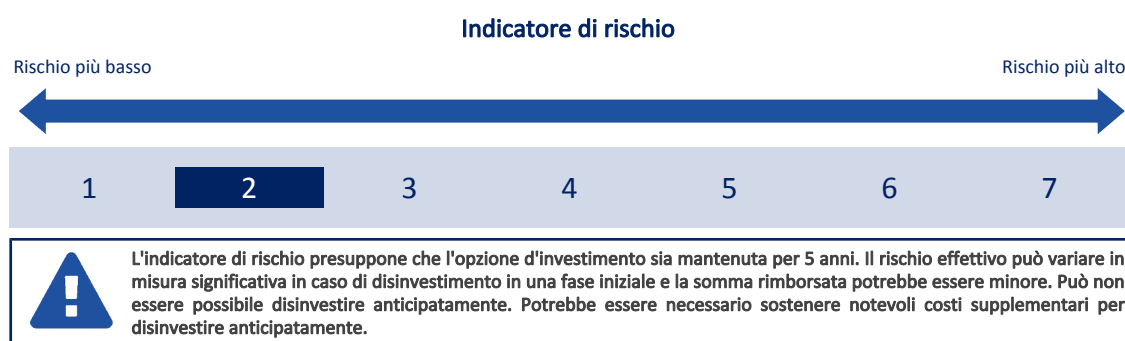 Indicatore di rischio
Rischio più basso
Rischio più alto
1 2 3 4 5 6 7
L'indicatore di rischio presuppone che l'opzione d'investimento sia mantenuta per 5 anni. Il rischio effettivo può variare in
misura significativa in caso di disinvestimento in una fase iniziale e la somma rimborsata potrebbe essere minore. Può non
essere possibile disinvestire anticipatamente. Potrebbe essere necessario sostenere notevoli costi supplementari per
disinvestire anticipatamente.